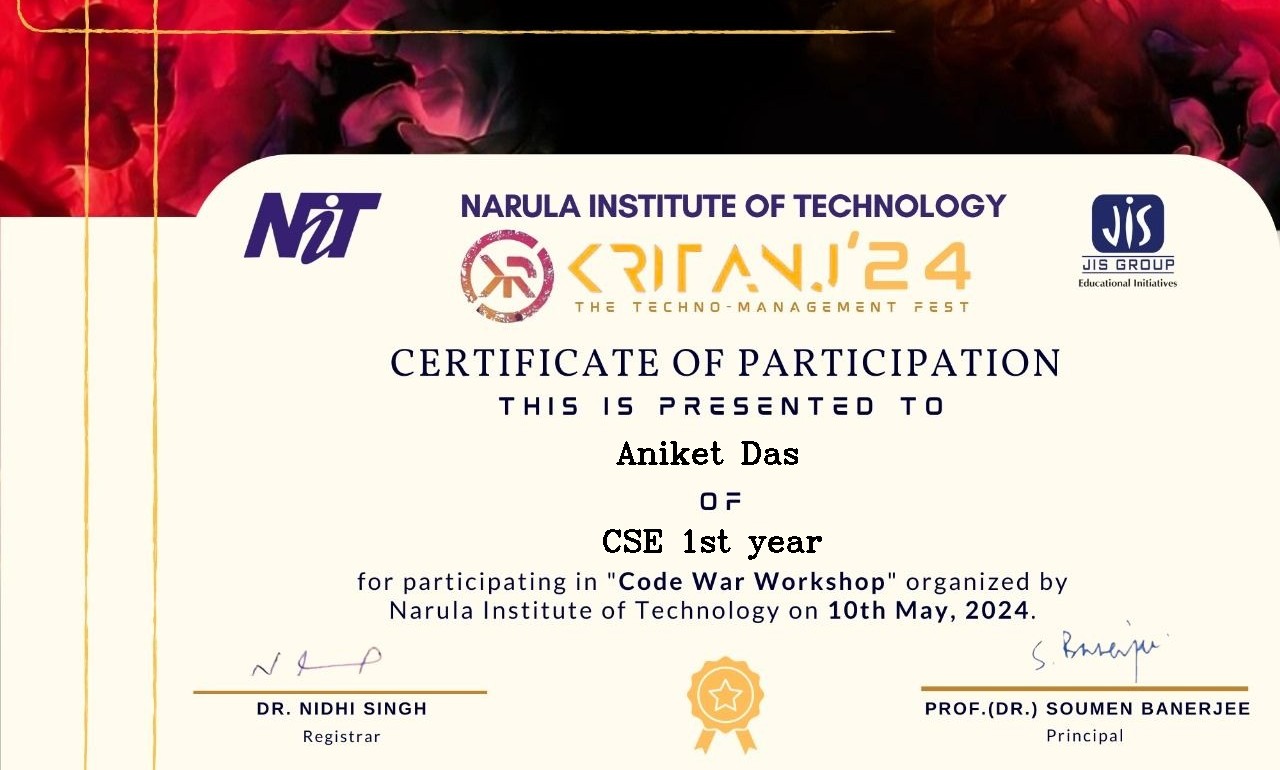 NiT
NARULA INSTITUTE OF TECHNOLOGY
KR KRITANJ'24
THE TECHNO-MANAGEMENT FEST
JIS
JIS GROUP
Educational Initiatives
CERTIFICATE OF PARTICIPATION
THIS IS PRESENTED TO
Aniket Das
OF
CSE 1st year
for participating in "Code War Workshop" organized by
Narula Institute of Technology on 10th May, 2024.
S. Banerjee
DR. NIDHI SINGH
Registrar
PROF.(DR.) SOUMEN BANERJEE
Principal